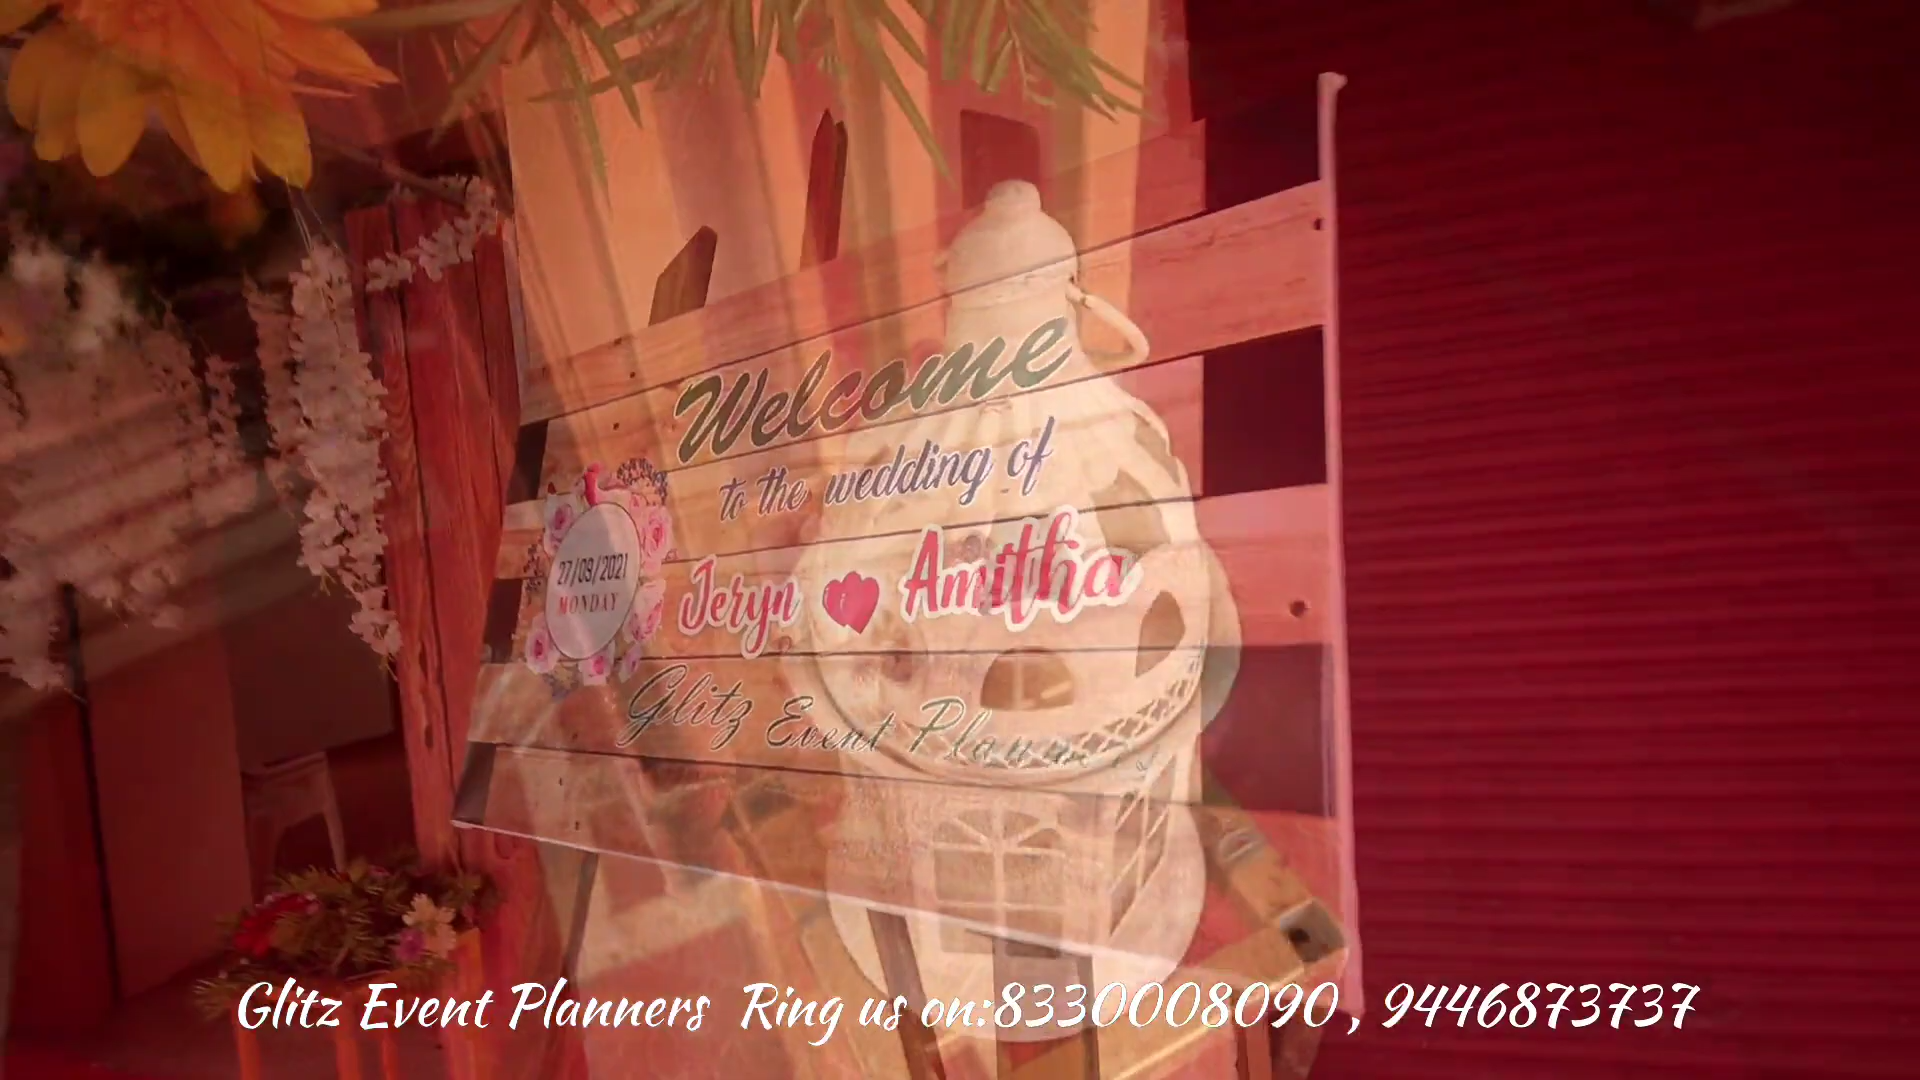 Welcome
to the wedding of
27/09/2021
MONDAY
Jeryn Amitha
Glitz Event Planners
Glitz Event Planners Ring us on:8330008090 , 9446873737